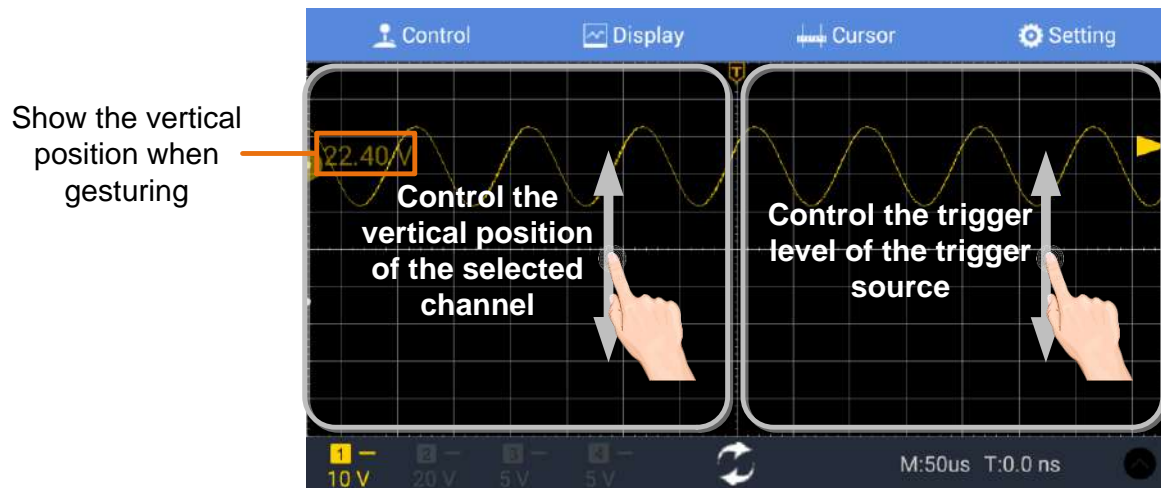 Control Display Cursor Setting
T
Show the vertical
position when
gesturing
22.40 V
Control the
vertical position
of the selected
channel
Control the trigger
level of the trigger
source
1 2 3 4
10 V 20 V 5 V 5 V
M:50us T:0.0 ns